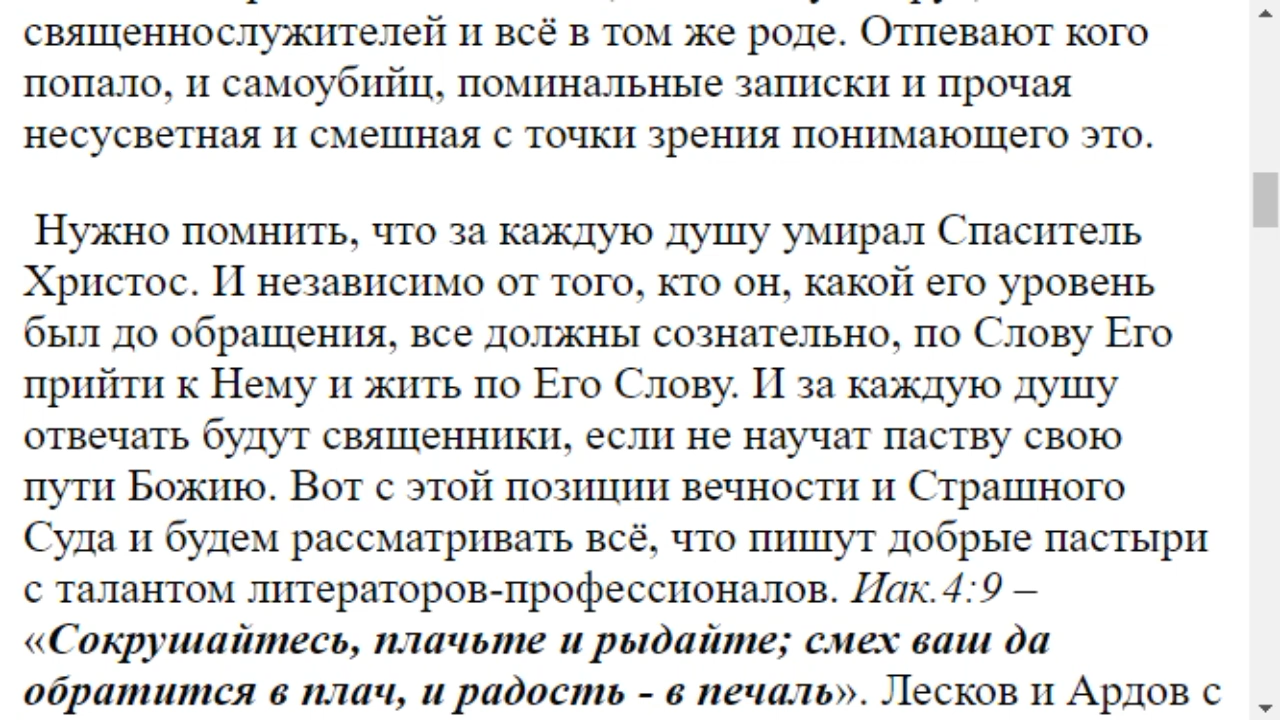 священнослужителей и всё в том же роде. Отпевают кого
попало, и самоубийц, поминальные записки и прочая
несусветная и смешная с точки зрения понимающего это.
Нужно помнить, что за каждую душу умирал Спаситель
Христос. И независимо от того, кто он, какой его уровень
был до обращения, все должны сознательно, по Слову Его
прийти к Нему и жить по Его Слову. И за каждую душу
отвечать будут священники, если не научат паству свою
пути Божию. Вот с этой позиции вечности и Страшного
Суда и будем рассматривать всё, что пишут добрые пастыри
с талантом литераторов-профессионалов. Иак.4:9 –
«Сокрушайтесь, плачьте и рыдайте; смех ваш да
обратится в плач, и радость - в печаль». Лесков и Ардов с